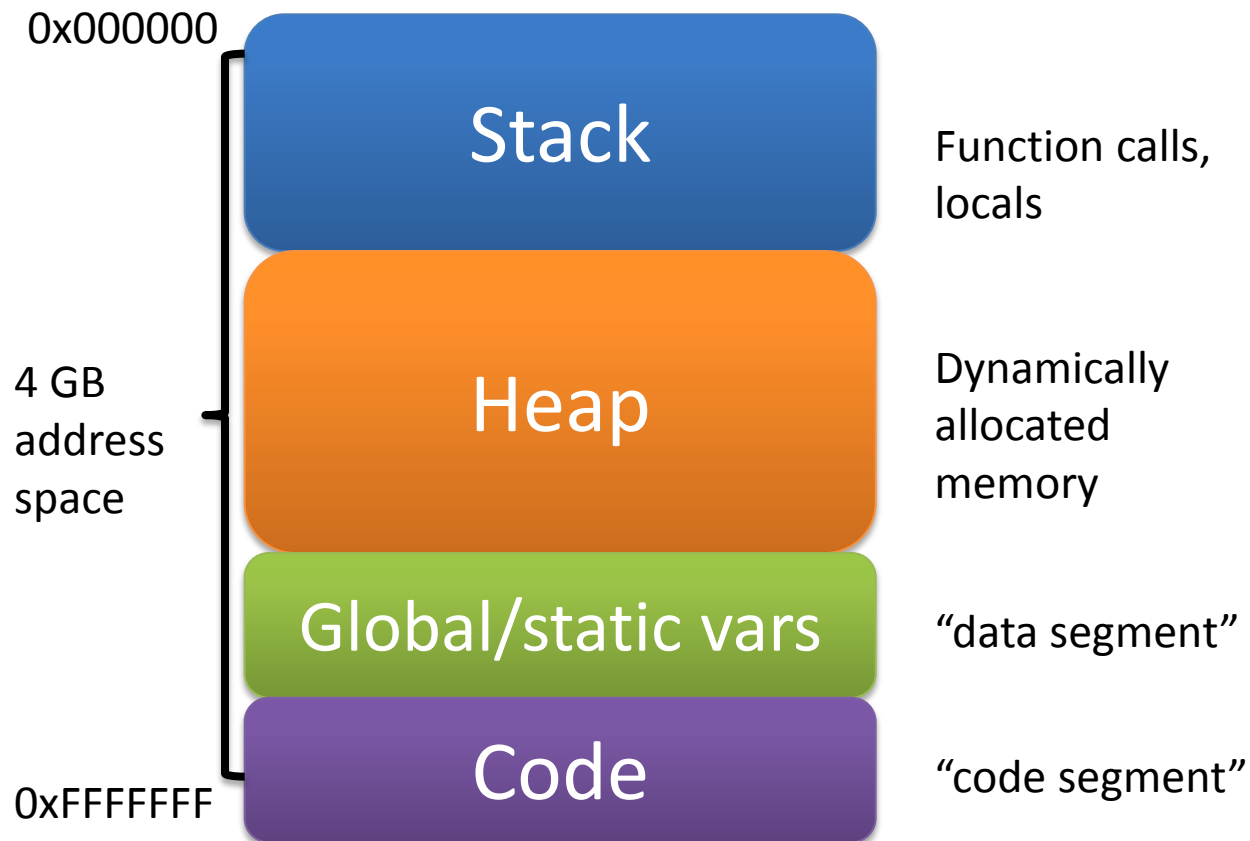 0x000000
Stack
Function calls,
locals
4 GB
address
space
Heap
Dynamically
allocated
memory
Global/static vars
“data segment”
Code
“code segment”
0xFFFFFFF